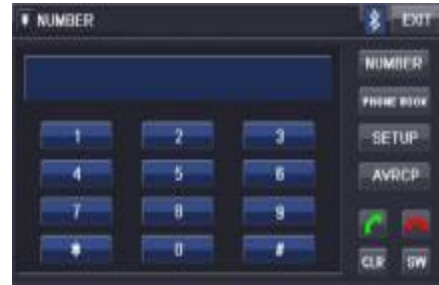 NUMBER
EXIT
NUMBER
PHONE BOOK
1 2 3
SETUP
4 5 6
AVRCP
7 8 9
* 0 #
CLR SW